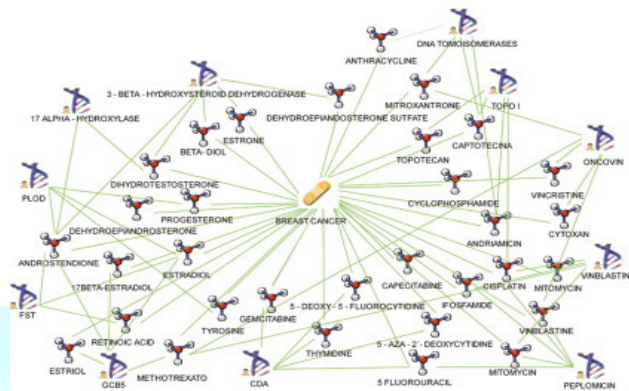 DNA TOMOISOMERASES
ANTHRACYCLINE
3 - BETA - HYDROXYSTEROID DEHYDROGENASE
DEHYDROEPIANDOSTERONE SUTFATE
MITROXANTRONE
TOPO I
17 ALPHA - HYDROXYLASE
ESTRONE
BETA- DIOL
TOPOTECAN
CAPTOTECINA
ONCOVIN
DIHYDROTESTOSTERONE
PLOD
CYCLOPHOSPHAMIDE
VINCRISTINE
PROGESTERONE
BREAST CANCER
DEHYDROEPIANDROSTERONE
ANDRIAMICIN
CYTOXAN
ANDROSTENDIONE
ESTRADIOL
17BETA-ESTRADIOL
CAPECITABINE
CISPLATIN
MITOMYCIN
VINBLASTIN
FST
5 - DEOXY - 5 - FLUOROCYTIDINE
IFOSFAMIDE
GEMCITABINE
TYROSINE
RETINOIC ACID
VINBLASTINE
5 - AZA - 2' - DEOXYCYTIDINE
THYMIDINE
ESTRIOL
GCB5
METHOTREXATO
CDA
5 FLUOROURACIL
MITOMYCIN
PEPLOMICIN